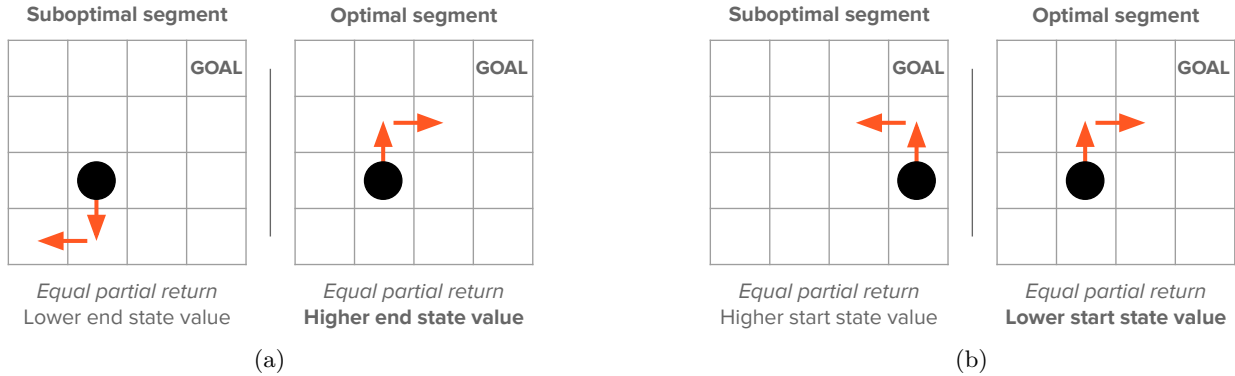 Suboptimal segment
GOAL
Equal partial return
Lower end state value
Optimal segment
GOAL
Equal partial return
Higher end state value
(a)
Suboptimal segment
GOAL
Equal partial return
Higher start state value
Optimal segment
GOAL
Equal partial return
Lower start state value
(b)